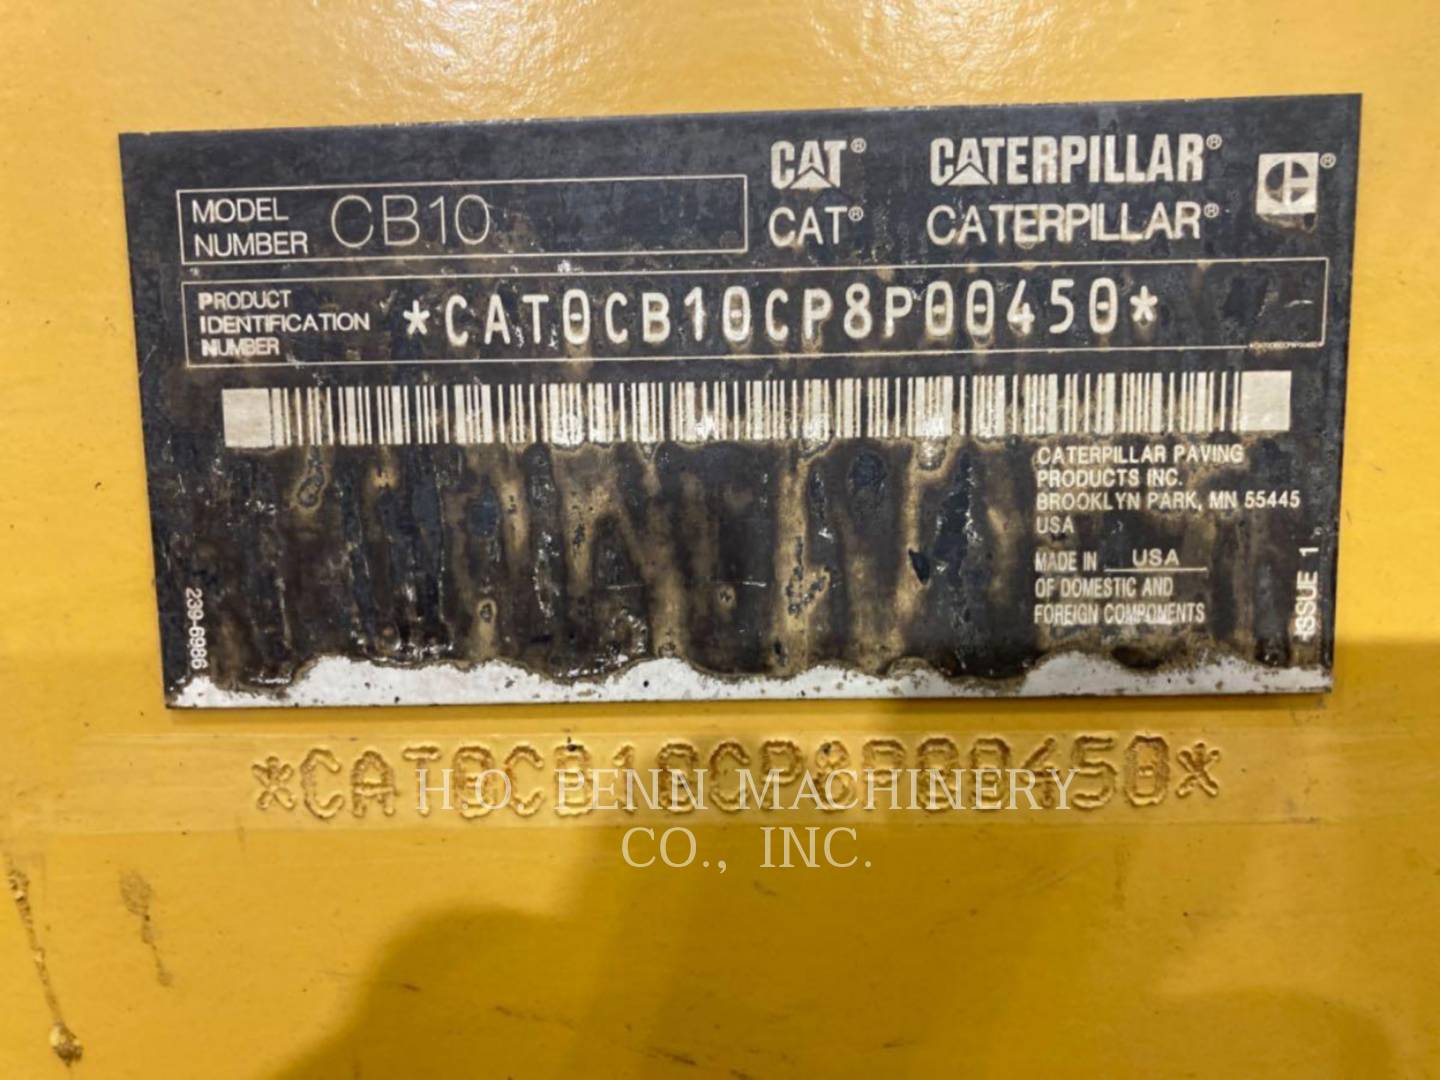 CAT® CATERPILLAR® ®
CAT® CATERPILLAR®
MODEL
NUMBER CB10
PRODUCT
IDENTIFICATION
NUMBER
*CAT0CB10CP8P00450*
CATERPILLAR PAVING
PRODUCTS INC.
BROOKLYN PARK, MN 55445
USA
MADE IN USA
OF DOMESTIC AND
FOREIGN COMPONENTS
239-6986
ISSUE 1
*CAT0CB10CP8P00450*
H.O. PENN MACHINERY
CO., INC.